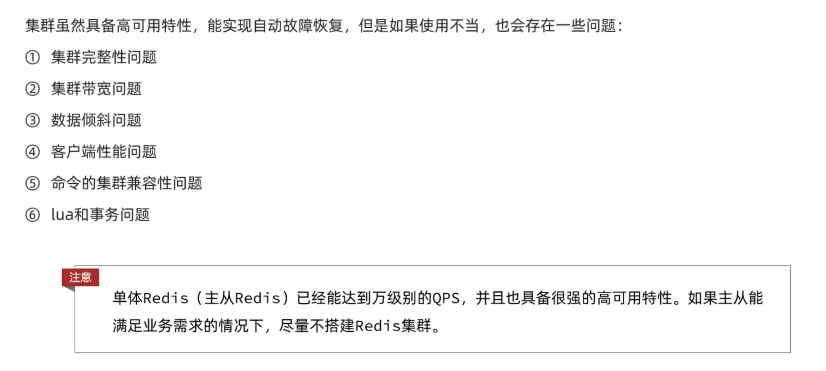 集群虽然具备高可用特性，能实现自动故障恢复，但是如果使用不当，也会存在一些问题：
① 集群完整性问题
② 集群带宽问题
③ 数据倾斜问题
④ 客户端性能问题
⑤ 命令的集群兼容性问题
⑥ lua和事务问题
注意
单体Redis（主从Redis）已经能达到万级别的QPS，并且也具备很强的高可用特性。如果主从能
满足业务需求的情况下，尽量不搭建Redis集群。